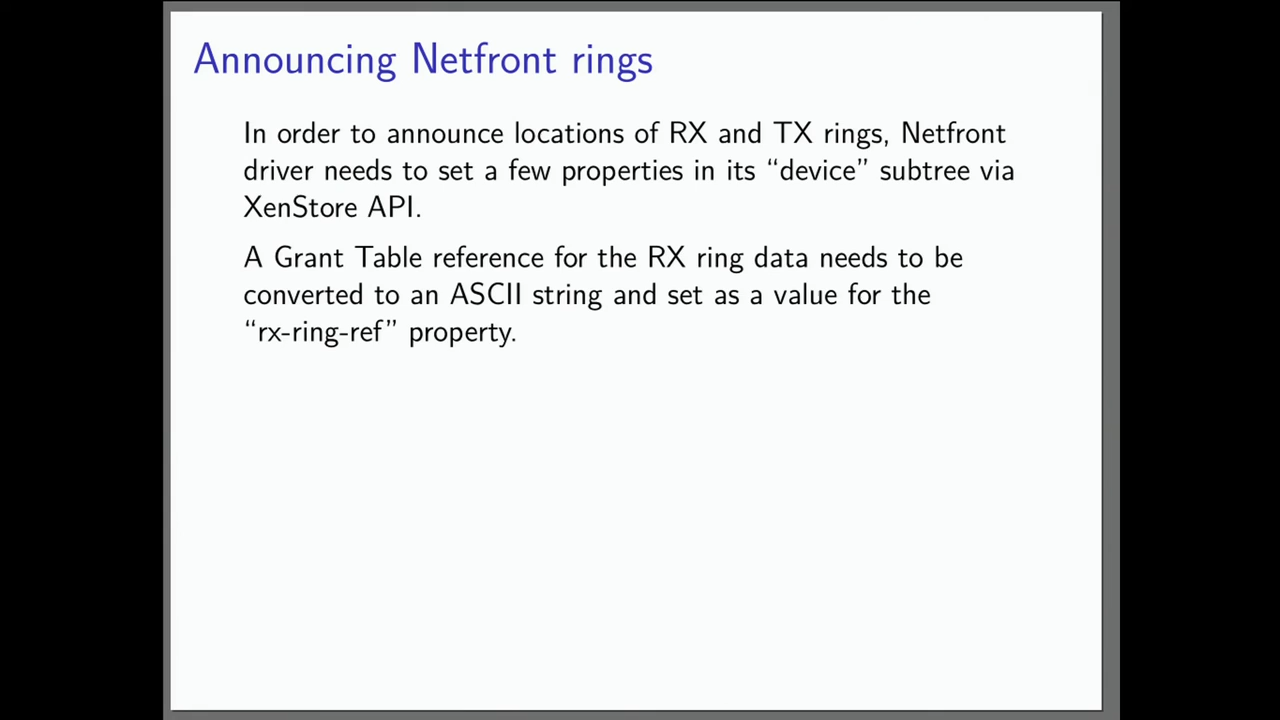 Announcing Netfront rings
In order to announce locations of RX and TX rings, Netfront
driver needs to set a few properties in its “device” subtree via
XenStore API.
A Grant Table reference for the RX ring data needs to be
converted to an ASCII string and set as a value for the
“rx-ring-ref” property.